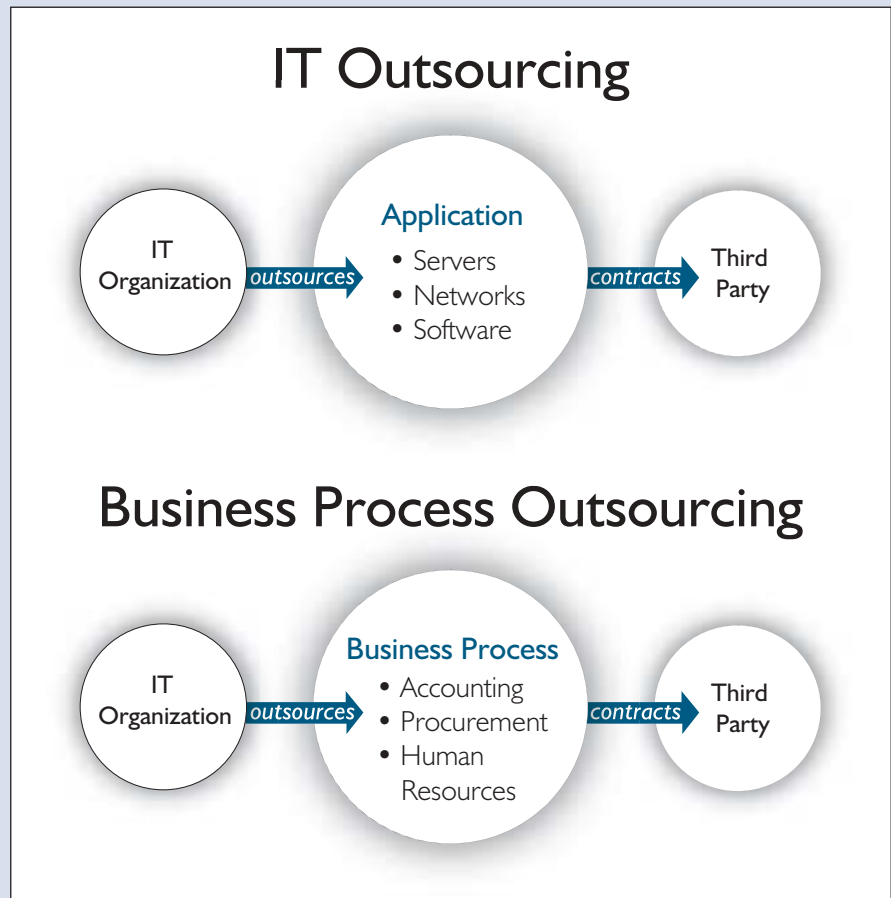 IT Outsourcing
IT
Organization
outsources
Application
• Servers
• Networks
• Software
contracts
Third
Party
Business Process Outsourcing
IT
Organization
outsources
Business Process
• Accounting
• Procurement
• Human
Resources
contracts
Third
Party